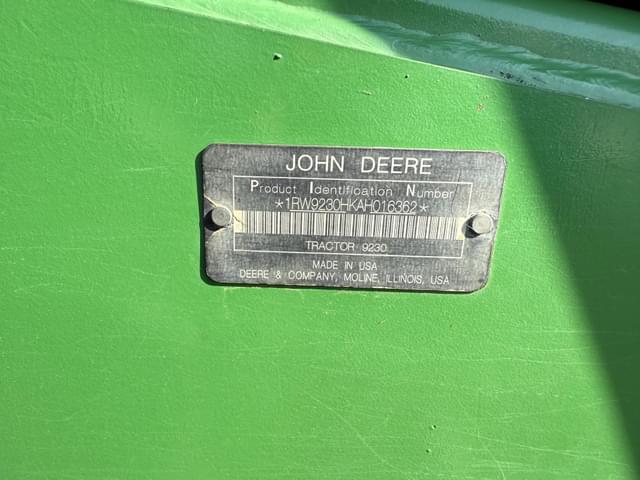 JOHN DEERE
Product Identification Number
*1RW9230HKAH016362*
TRACTOR 9230
MADE IN USA
DEERE & COMPANY, MOLINE, ILLINOIS, USA